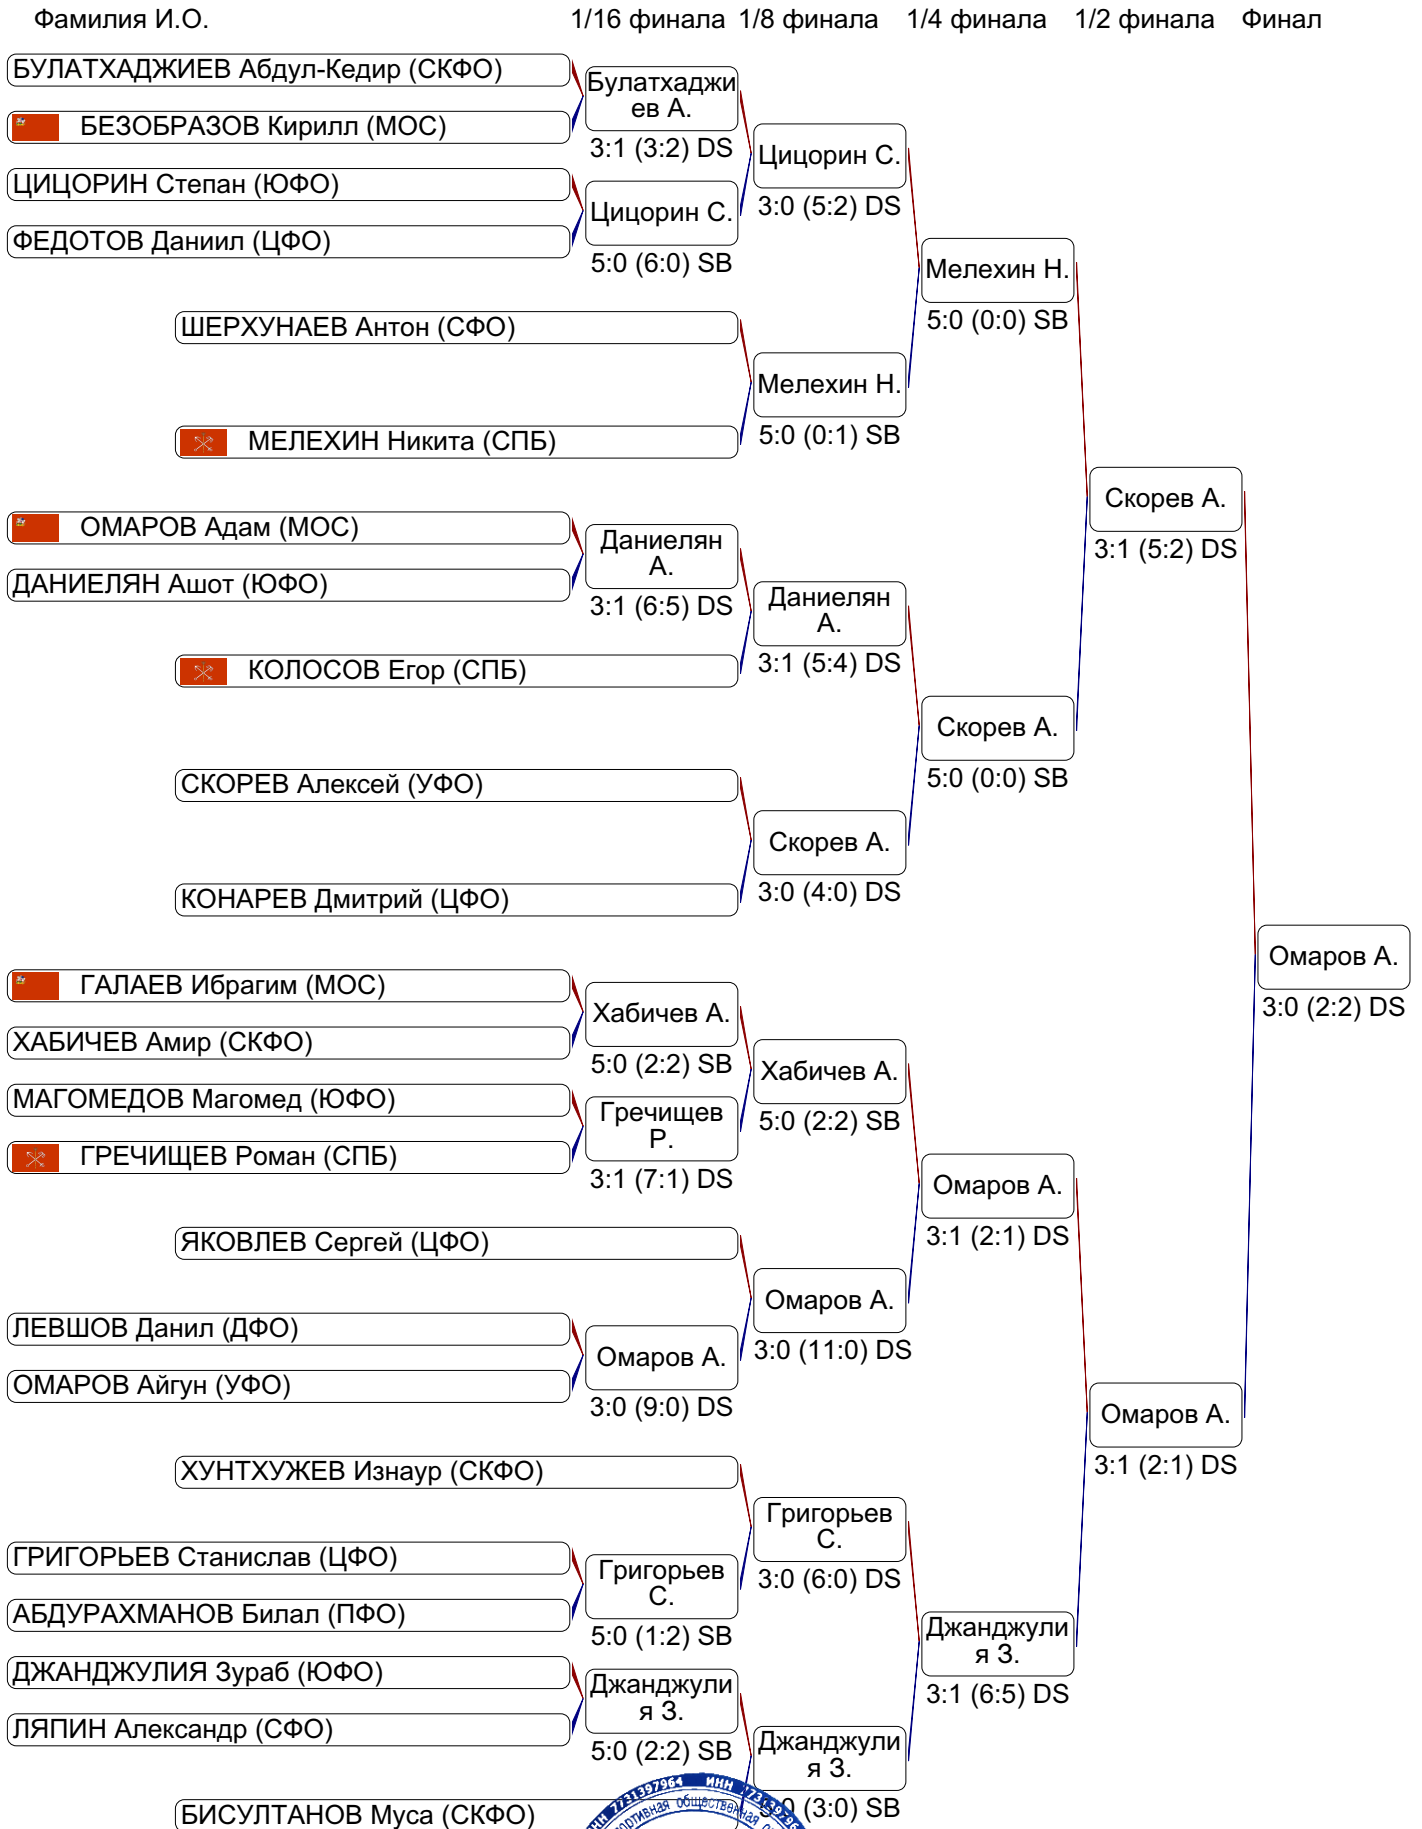 Фамилия И.О. 1/16 финала 1/8 финала 1/4 финала 1/2 финала Финал
БУЛАТХАДЖИЕВ Абдул-Кедир (СКФО)
БЕЗОБРАЗОВ Кирилл (МОС)
Булатхаджи
ев А.
3:1 (3:2) DS
ЦИЦОРИН Степан (ЮФО)
ФЕДОТОВ Даниил (ЦФО)
Цицорин С.
5:0 (6:0) SB
Цицорин С.
3:0 (5:2) DS
ШЕРХУНАЕВ Антон (СФО)
МЕЛЕХИН Никита (СПБ)
Мелехин Н.
5:0 (0:1) SB
Мелехин Н.
5:0 (0:0) SB
ОМАРОВ Адам (МОС)
ДАНИЕЛЯН Ашот (ЮФО)
Даниелян
А.
3:1 (6:5) DS
КОЛОСОВ Егор (СПБ)
Даниелян
А.
3:1 (5:4) DS
СКОРЕВ Алексей (УФО)
КОНАРЕВ Дмитрий (ЦФО)
Скорев А.
3:0 (4:0) DS
Скорев А.
5:0 (0:0) SB
Скорев А.
3:1 (5:2) DS
ГАЛАЕВ Ибрагим (МОС)
ХАБИЧЕВ Амир (СКФО)
Хабичев А.
5:0 (2:2) SB
МАГОМЕДОВ Магомед (ЮФО)
ГРЕЧИЩЕВ Роман (СПБ)
Гречищев
Р.
3:1 (7:1) DS
Хабичев А.
5:0 (2:2) SB
ЯКОВЛЕВ Сергей (ЦФО)
ЛЕВШОВ Данил (ДФО)
ОМАРОВ Айгун (УФО)
Омаров А.
3:0 (9:0) DS
Омаров А.
3:0 (11:0) DS
Омаров А.
3:1 (2:1) DS
ХУНТХУЖЕВ Изнаур (СКФО)
ГРИГОРЬЕВ Станислав (ЦФО)
АБДУРАХМАНОВ Билал (ПФО)
Григорьев
С.
5:0 (1:2) SB
Григорьев
С.
3:0 (6:0) DS
ДЖАНДЖУЛИЯ Зураб (ЮФО)
ЛЯПИН Александр (СФО)
Джанджули
я З.
5:0 (2:2) SB
БИСУЛТАНОВ Муса (СКФО)
Джанджули
я З.
(3:0) SB
Джанджули
я З.
3:1 (6:5) DS
Омаров А.
3:1 (2:1) DS
Омаров А.
3:0 (2:2) DS
7731397964 ИНН